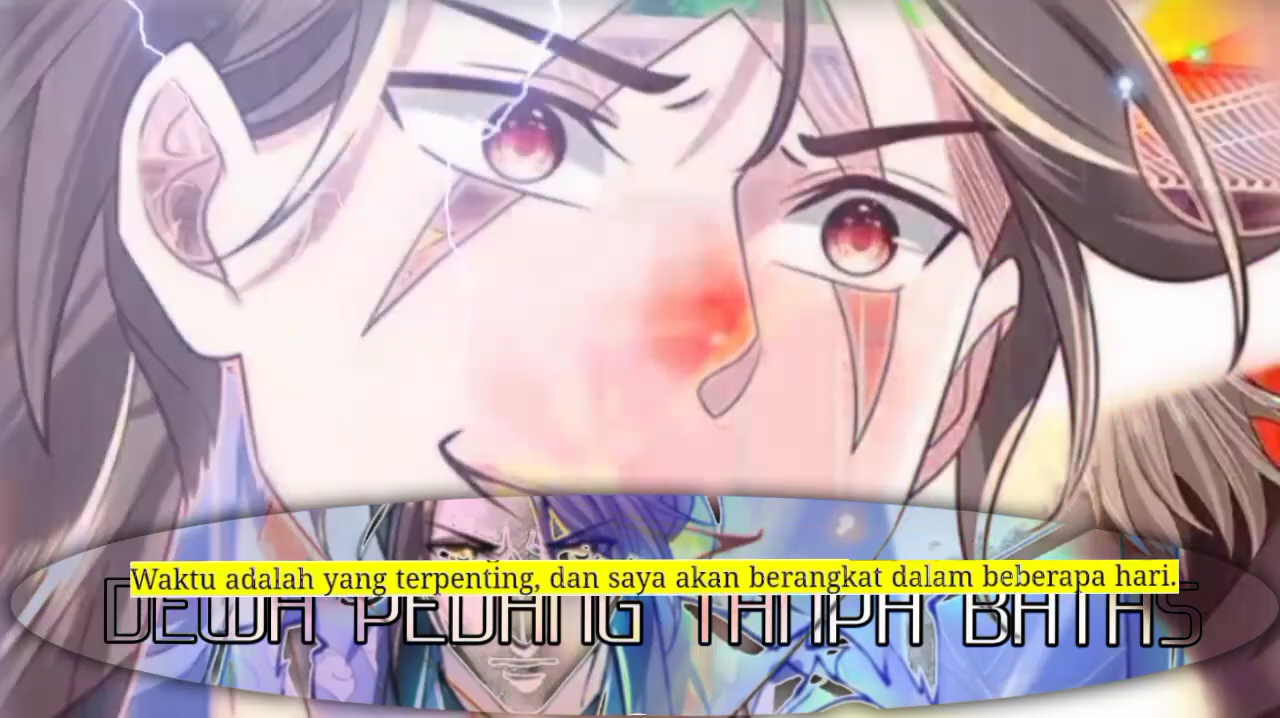 Waktu adalah yang terpenting, dan saya akan berangkat dalam beberapa hari.
DEWA PEDANG TANPA BATAS